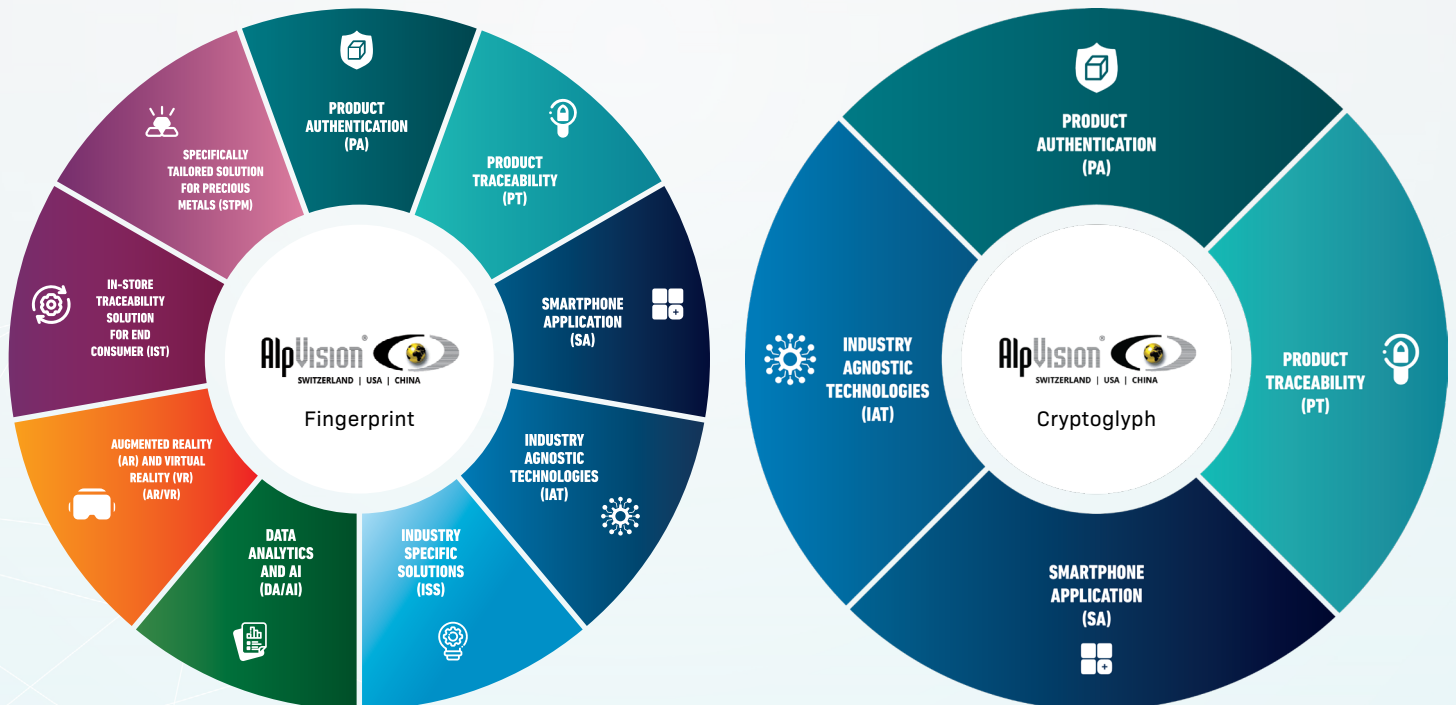 PRODUCT
AUTHENTICATION
(PA)
PRODUCT
TRACEABILITY
(PT)
SMARTPHONE
APPLICATION
(SA)
INDUSTRY
AGNOSTIC
TECHNOLOGIES
(IAT)
INDUSTRY
SPECIFIC
SOLUTIONS
(ISS)
DATA
ANALYTICS
AND AI
(DA/AI)
AUGMENTED REALITY
(AR) AND VIRTUAL
REALITY (VR)
(AR/VR)
IN-STORE
TRACEABILITY
SOLUTION
FOR END
CONSUMER (IST)
SPECIFICALLY
TAILORED SOLUTION
FOR PRECIOUS
METALS (STPM)
AlpVision®
SWITZERLAND | USA | CHINA
Fingerprint
PRODUCT
AUTHENTICATION
(PA)
PRODUCT
TRACEABILITY
(PT)
SMARTPHONE
APPLICATION
(SA)
INDUSTRY
AGNOSTIC
TECHNOLOGIES
(IAT)
AlpVision®
SWITZERLAND | USA | CHINA
Cryptoglyph